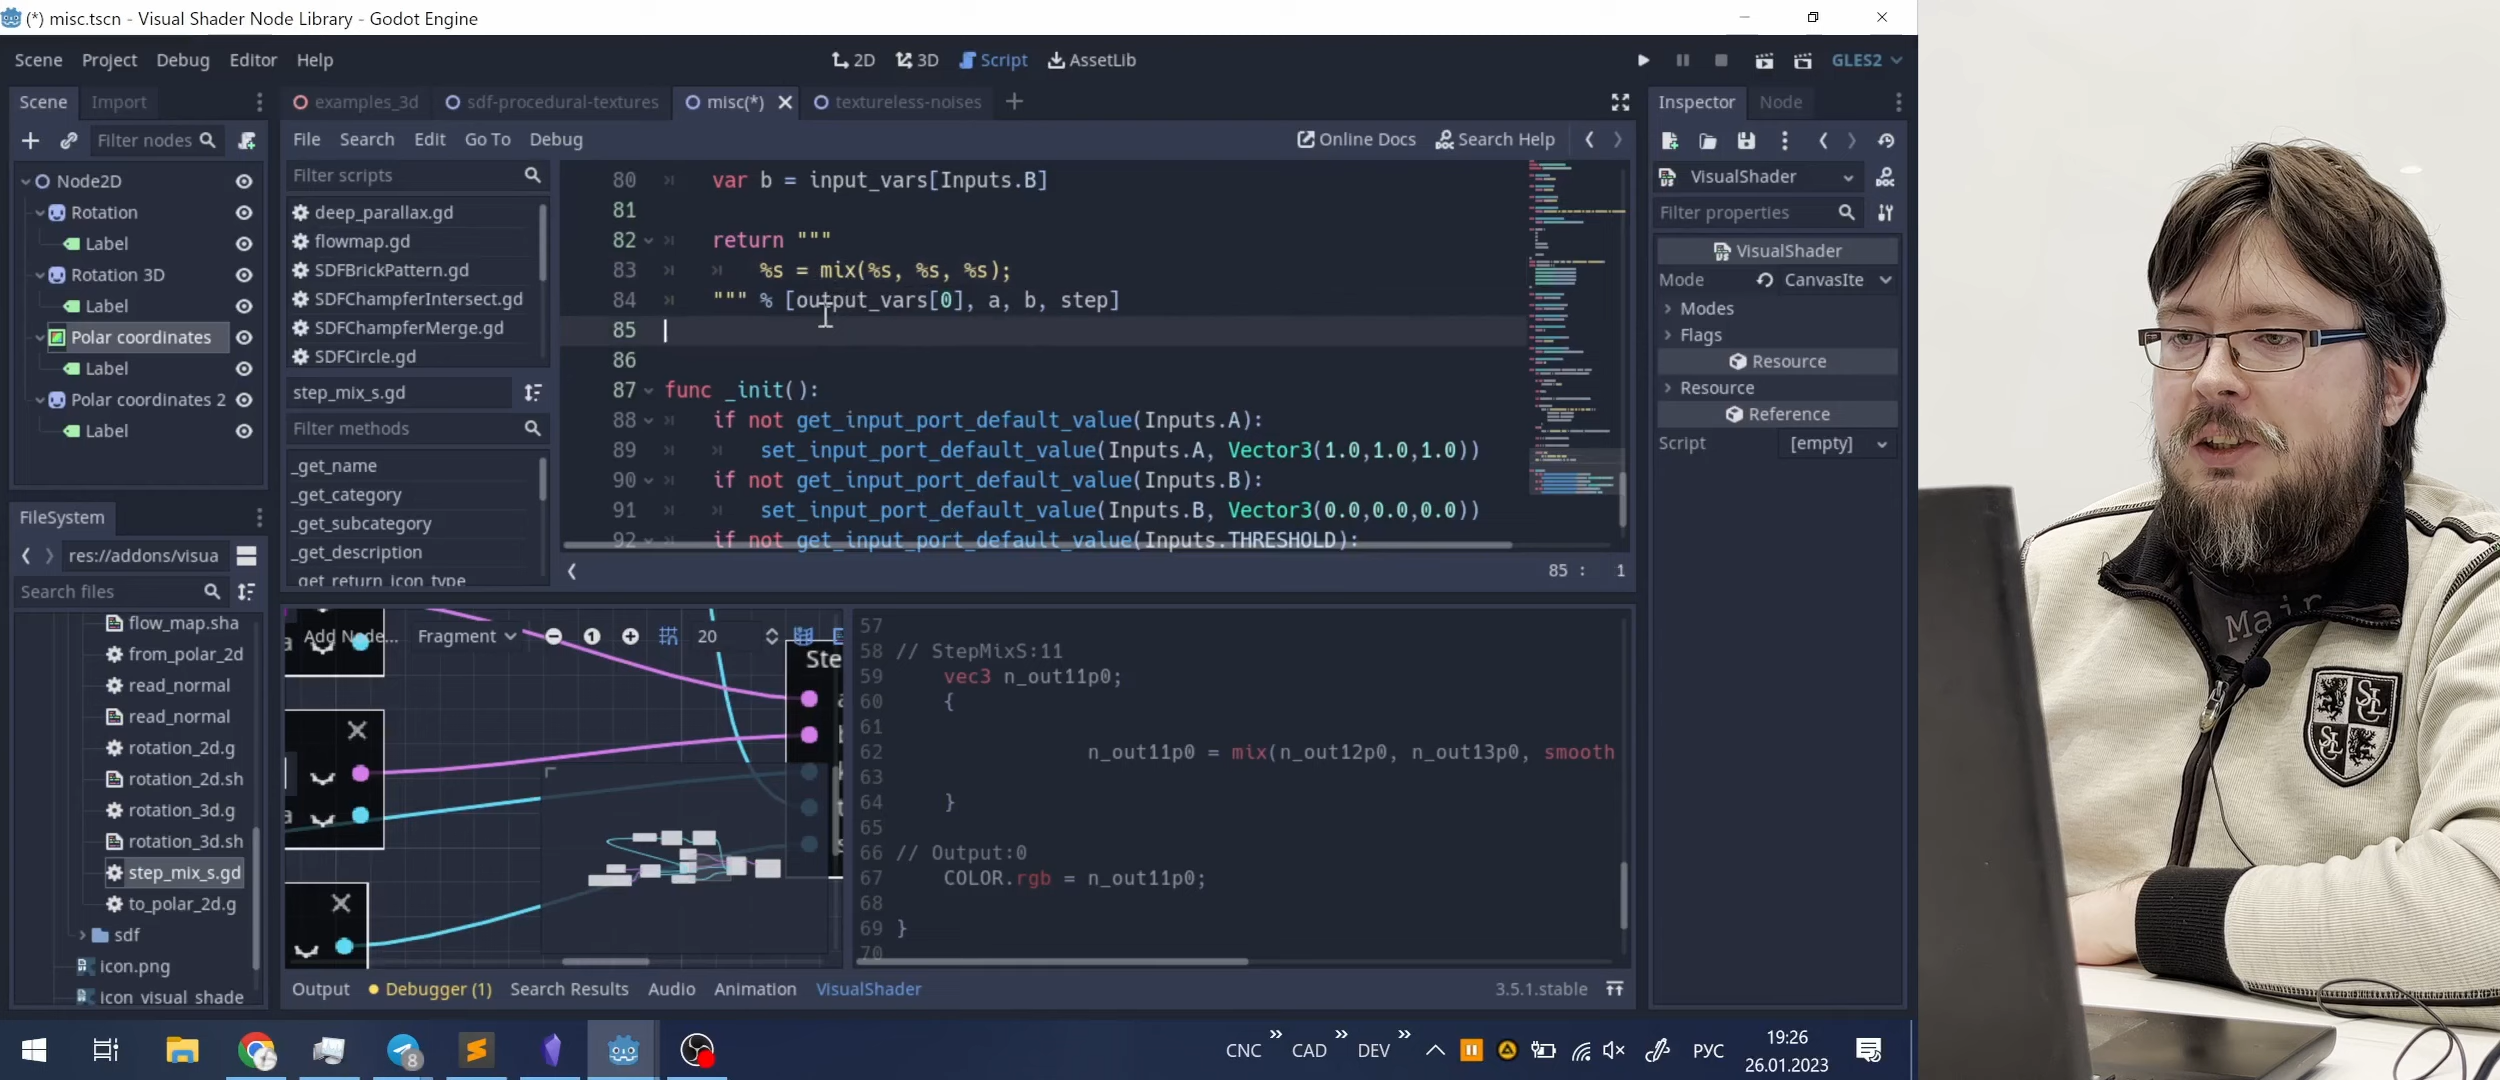 (*) misc.tscn - Visual Shader Node Library - Godot Engine
Scene Project Debug Editor Help
2D 3D Script AssetLib
GLES2
Scene Import
examples_3d sdf-procedural-textures misc(*) textureless-noises
Inspector Node
Filter nodes
File Search Edit Go To Debug
Online Docs Search Help
Node2D
Rotation
Label
Rotation 3D
Label
Polar coordinates
Label
Polar coordinates 2
Label
Filter scripts
deep_parallax.gd
flowmap.gd
SDFBrickPattern.gd
SDFChampferIntersect.gd
SDFChampferMerge.gd
SDFCircle.gd
step_mix_s.gd
Filter methods
_get_name
_get_category
_get_subcategory
_get_description
_get_return_icon_type
80 var b = input_vars[Inputs.B]
81
82 return """
83 %s = mix(%s, %s, %s);
84 """ % [output_vars[0], a, b, step]
85
86
87 func _init():
88 if not get_input_port_default_value(Inputs.A):
89 set_input_port_default_value(Inputs.A, Vector3(1.0,1.0,1.0))
90 if not get_input_port_default_value(Inputs.B):
91 set_input_port_default_value(Inputs.B, Vector3(0.0,0.0,0.0))
92 if not get_input_port_default_value(Inputs.THRESHOLD):
85 : 1
VisualShader
Filter properties
VisualShader
Mode CanvasIte
Modes
Flags
Resource
Resource
Reference
Script [empty]
FileSystem
res://addons/visua
Search files
flow_map.sha
from_polar_2d
read_normal
read_normal
rotation_2d.g
rotation_2d.sh
rotation_3d.g
rotation_3d.sh
step_mix_s.gd
to_polar_2d.g
sdf
icon.png
icon_visual_shade
Add Node... Fragment 1 20
Ste
57
58 // StepMixS:11
59 vec3 n_out11p0;
60 {
61
62 n_out11p0 = mix(n_out12p0, n_out13p0, smooth
63
64 }
65
66 // Output:0
67 COLOR.rgb = n_out11p0;
68
69 }
70
Output Debugger (1) Search Results Audio Animation VisualShader
3.5.1.stable
8
CNC CAD DEV
РУС
19:26
26.01.2023